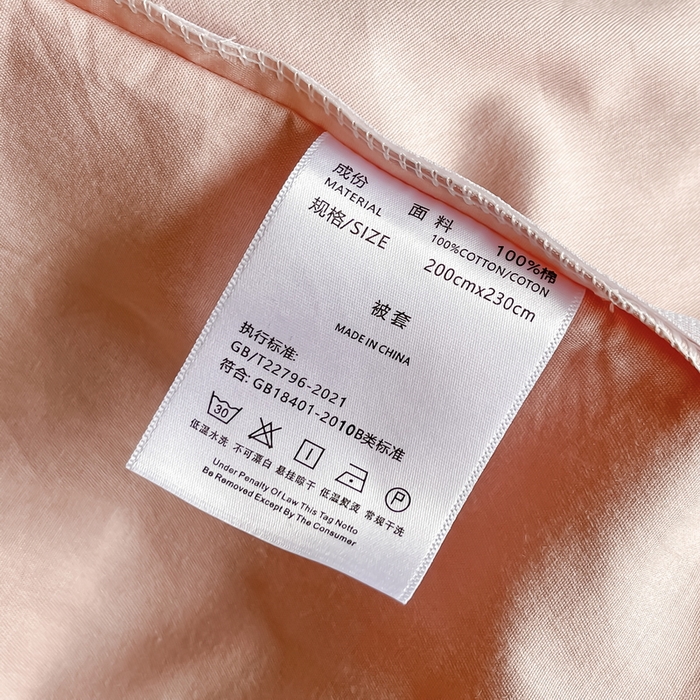 成份 面料 100%棉
MATERIAL 100%COTTON/COTON
规格/SIZE 200cmx230cm
被套
MADE IN CHINA
执行标准:
GB/T22796-2021
符合: GB18401-2010B类标准
30 P
低温水洗 不可漂白 悬挂晾干 低温熨烫 常规干洗
Under Penalty Of Law This Tag Notto
Be Removed Except By The Consumer